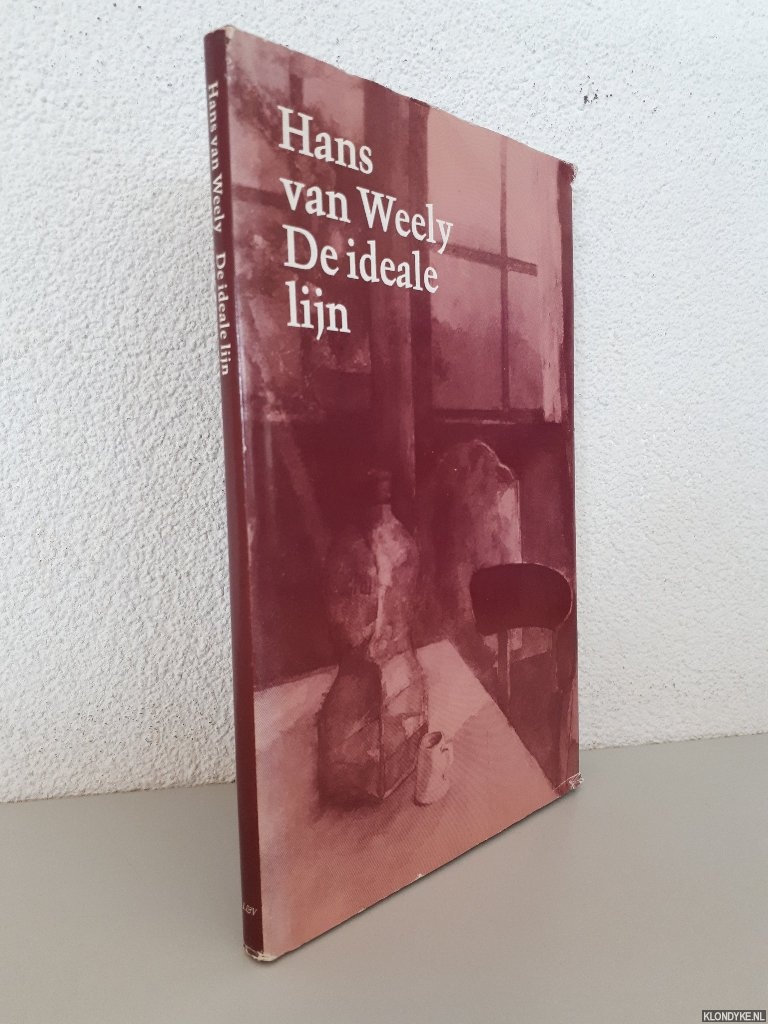 Hans
van Weely
De ideale
lijn
Hans van Weely De ideale lijn
KLONDYKE.NL